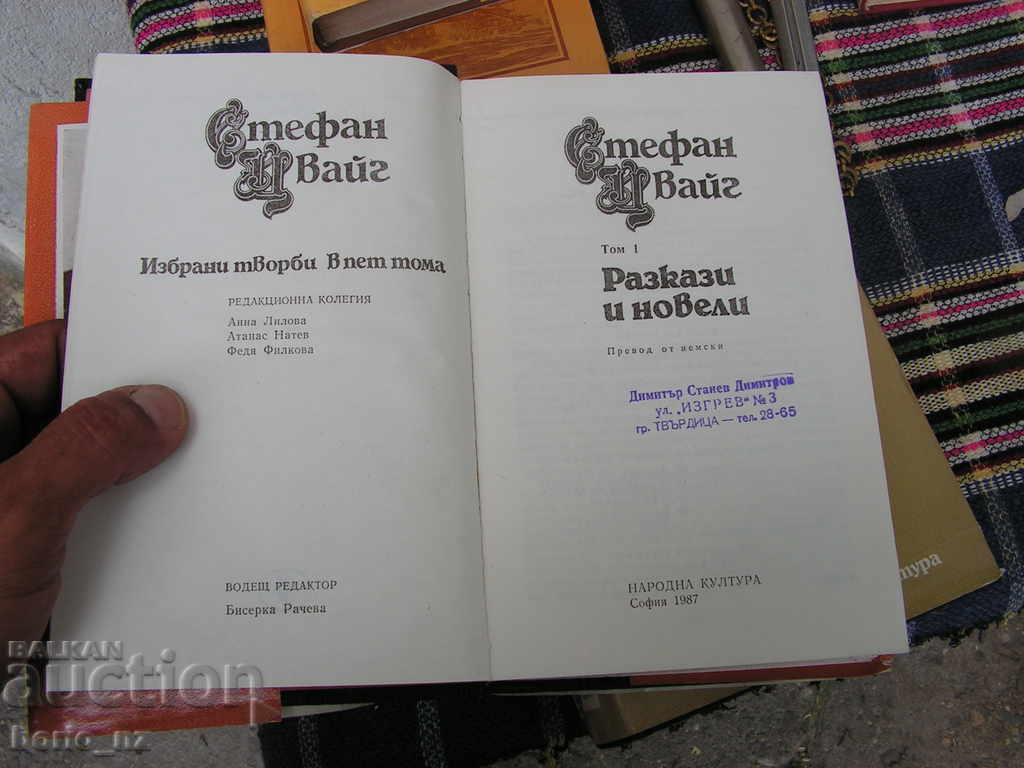 Стефан
Цвайг
Избрани творби в пет тома
РЕДАКЦИОННА КОЛЕГИЯ
Анна Лилова
Атанас Натев
Федя Филкова
ВОДЕЩ РЕДАКТОР
Бисерка Рачева
Стефан
Цвайг
Том 1
Разкази
и новели
Превод от немски
Димитър Станев Димитров
ул. „ИЗГРЕВ" № 3
гр. ТВЪРДИЦА — тел. 28-65
НАРОДНА КУЛТУРА
София 1987
тура
BALKAN
auction
borio_nz